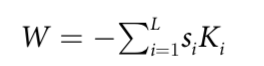 W = −∑_{i=1}^{L} s_i K_i